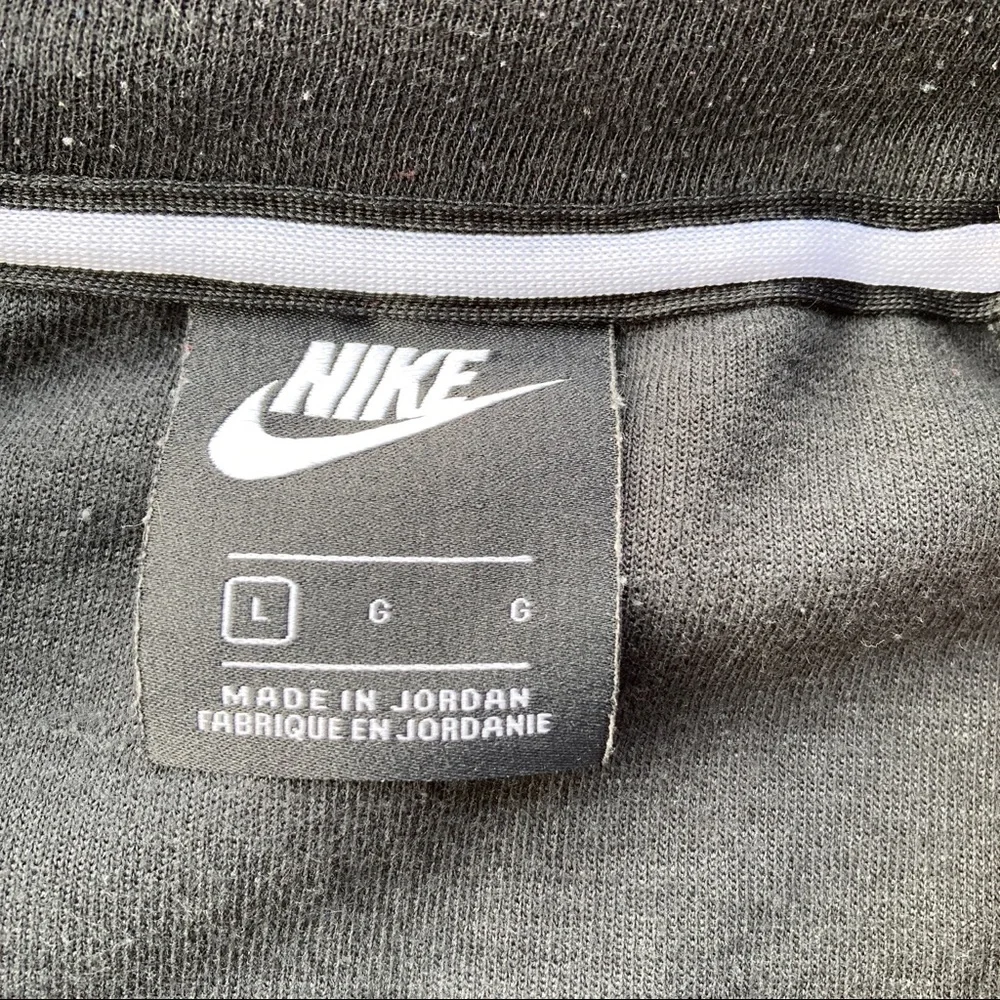 NIKE
L G G
MADE IN JORDAN
FABRIQUE EN JORDANIE